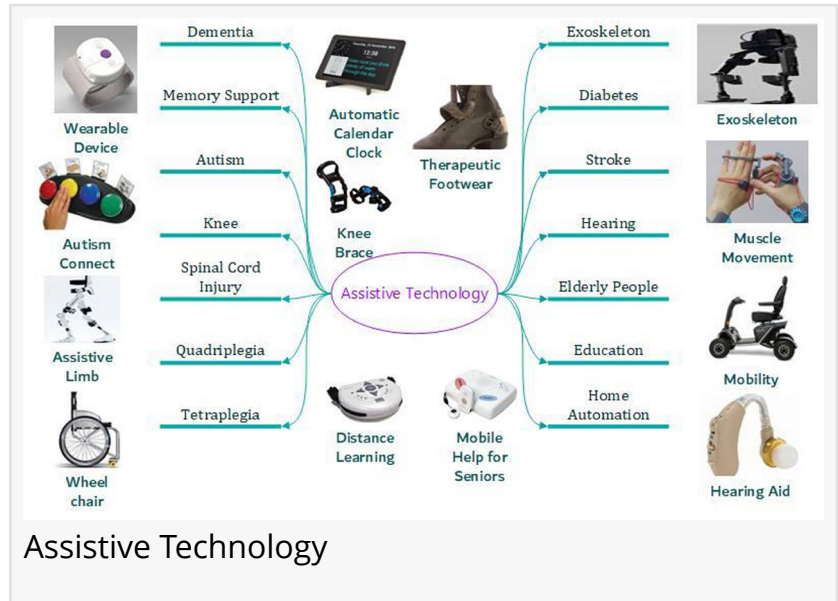 Dementia
Memory Support
Autism
Knee
Spinal Cord
Injury
Quadriplegia
Tetraplegia
Wearable
Device
Autism
Connect
Assistive
Limb
Wheel
chair
12:38
Automatic
Calendar
Clock
Therapeutic
Footwear
Knee
Brace
Assistive Technology
Distance
Learning
Mobile
Help for
Seniors
Exoskeleton
Diabetes
Stroke
Hearing
Elderly People
Education
Home
Automation
Exoskeleton
Muscle
Movement
Mobility
Hearing Aid
Assistive Technology